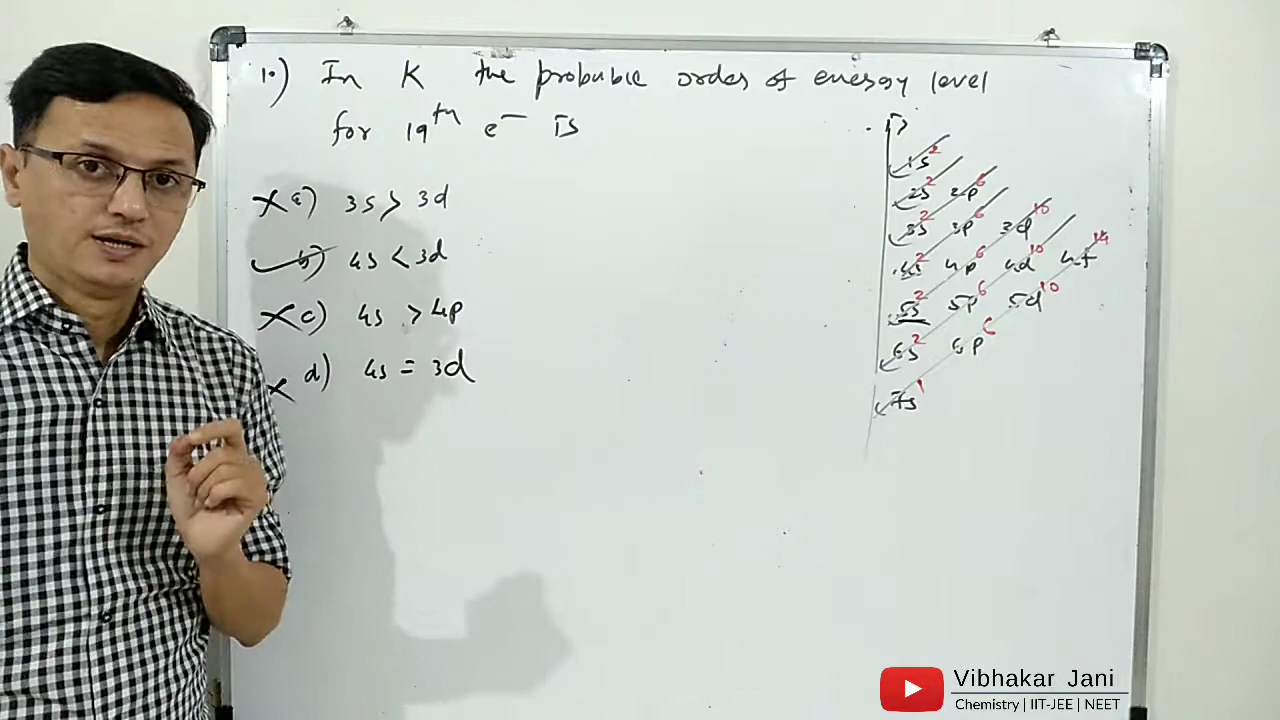 10) In K the probable orders of energy level
for 19th e⁻ is
a) 3s > 3d
b) 4s < 3d
c) 4s > 4p
d) 4s = 3d
1s²
2s² 2p⁶
3s² 3p⁶ 3d¹⁰
4s² 4p⁶ 4d¹⁰ 4f¹⁴
5s² 5p⁶ 5d¹⁰
6s² 6p⁶
7s¹
Vibhakar Jani
Chemistry | IIT-JEE | NEET